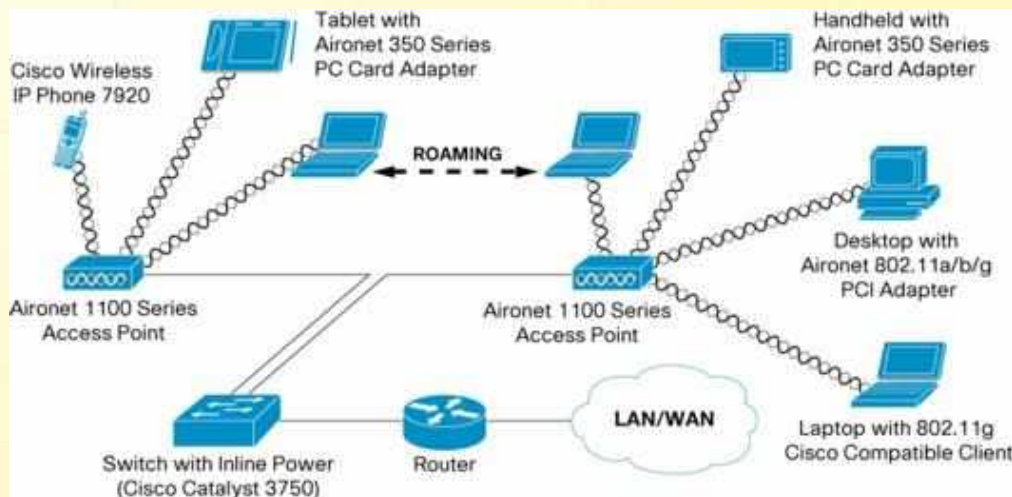 Tablet with
Aironet 350 Series
PC Card Adapter
Handheld with
Aironet 350 Series
PC Card Adapter
Cisco Wireless
IP Phone 7920
ROAMING
Desktop with
Aironet 802.11a/b/g
PCI Adapter
Aironet 1100 Series
Access Point
Aironet 1100 Series
Access Point
LAN/WAN
Switch with Inline Power
(Cisco Catalyst 3750)
Router
Laptop with 802.11g
Cisco Compatible Client